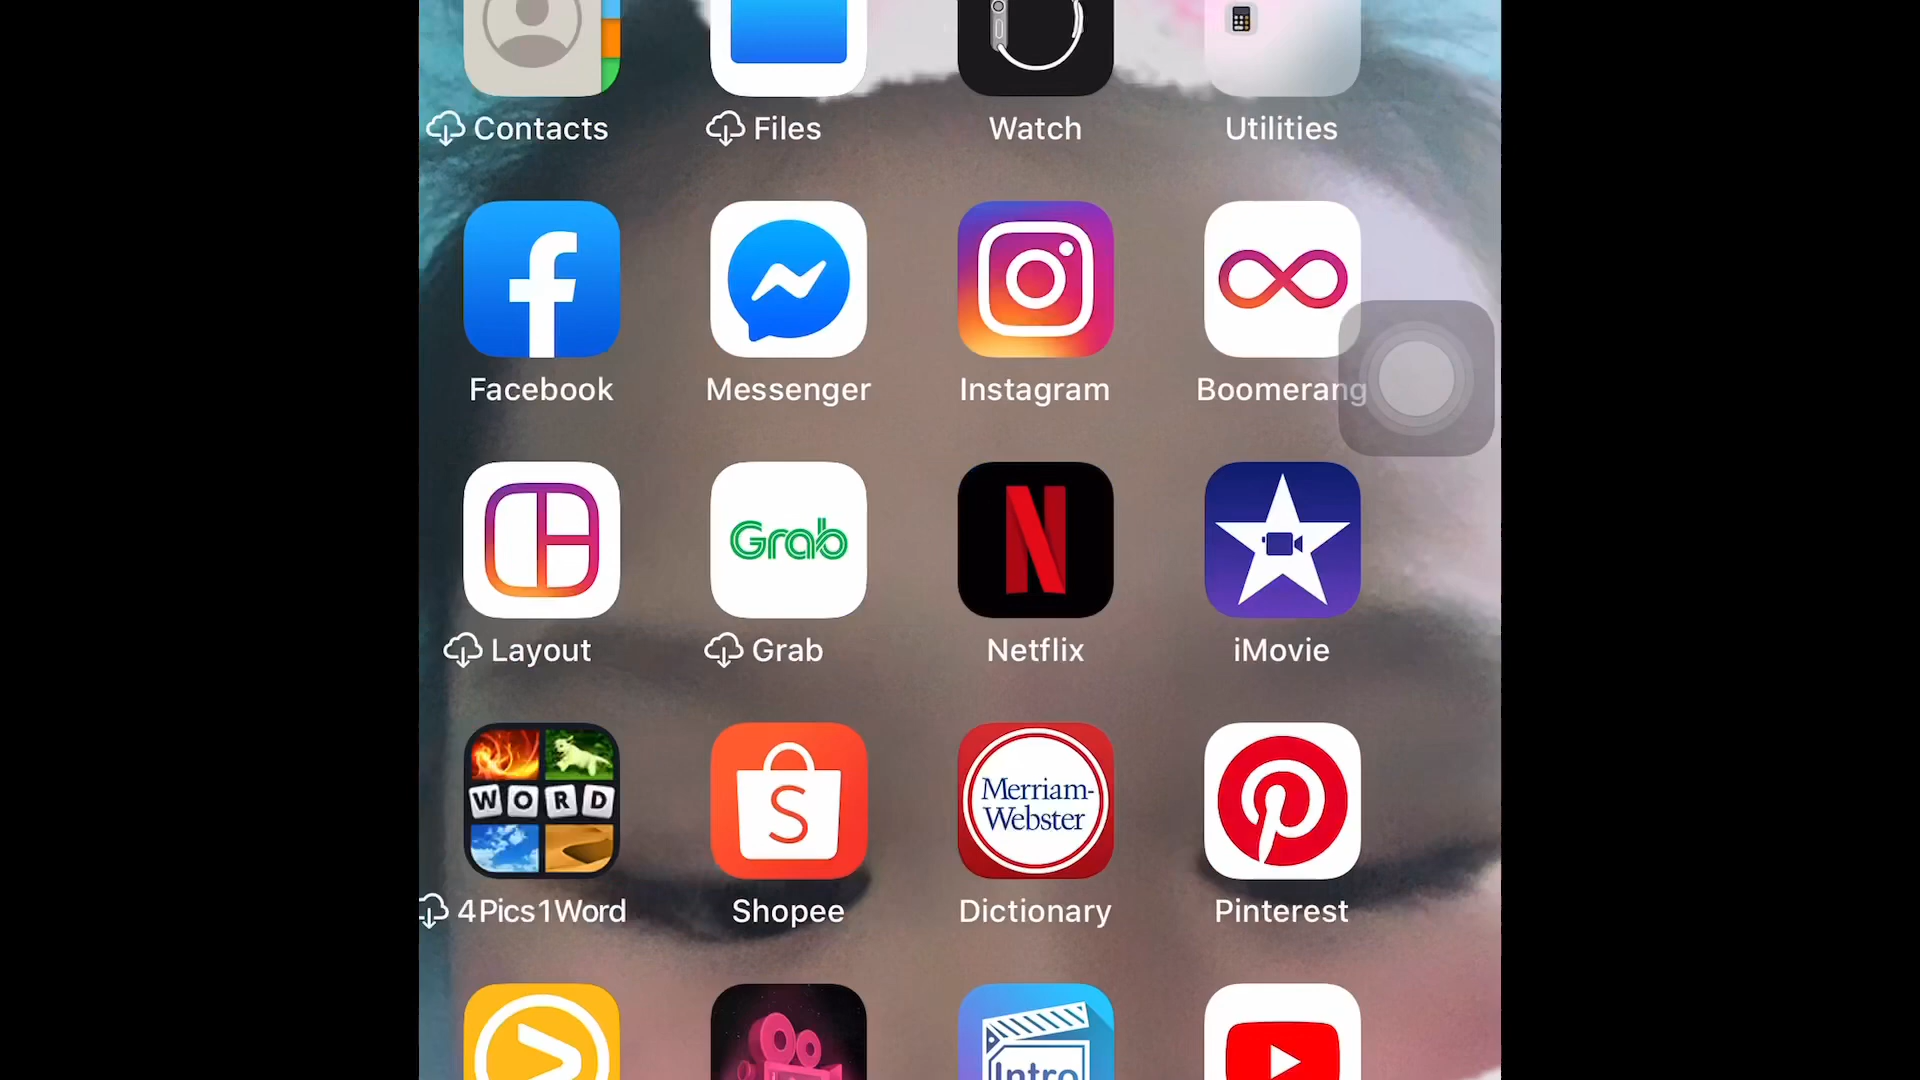 Contacts Files Watch Utilities
Facebook Messenger Instagram Boomerang
Grab
Layout Grab Netflix iMovie
WORD
S
Merriam-
Webster
4Pics1Word Shopee Dictionary Pinterest
Intro